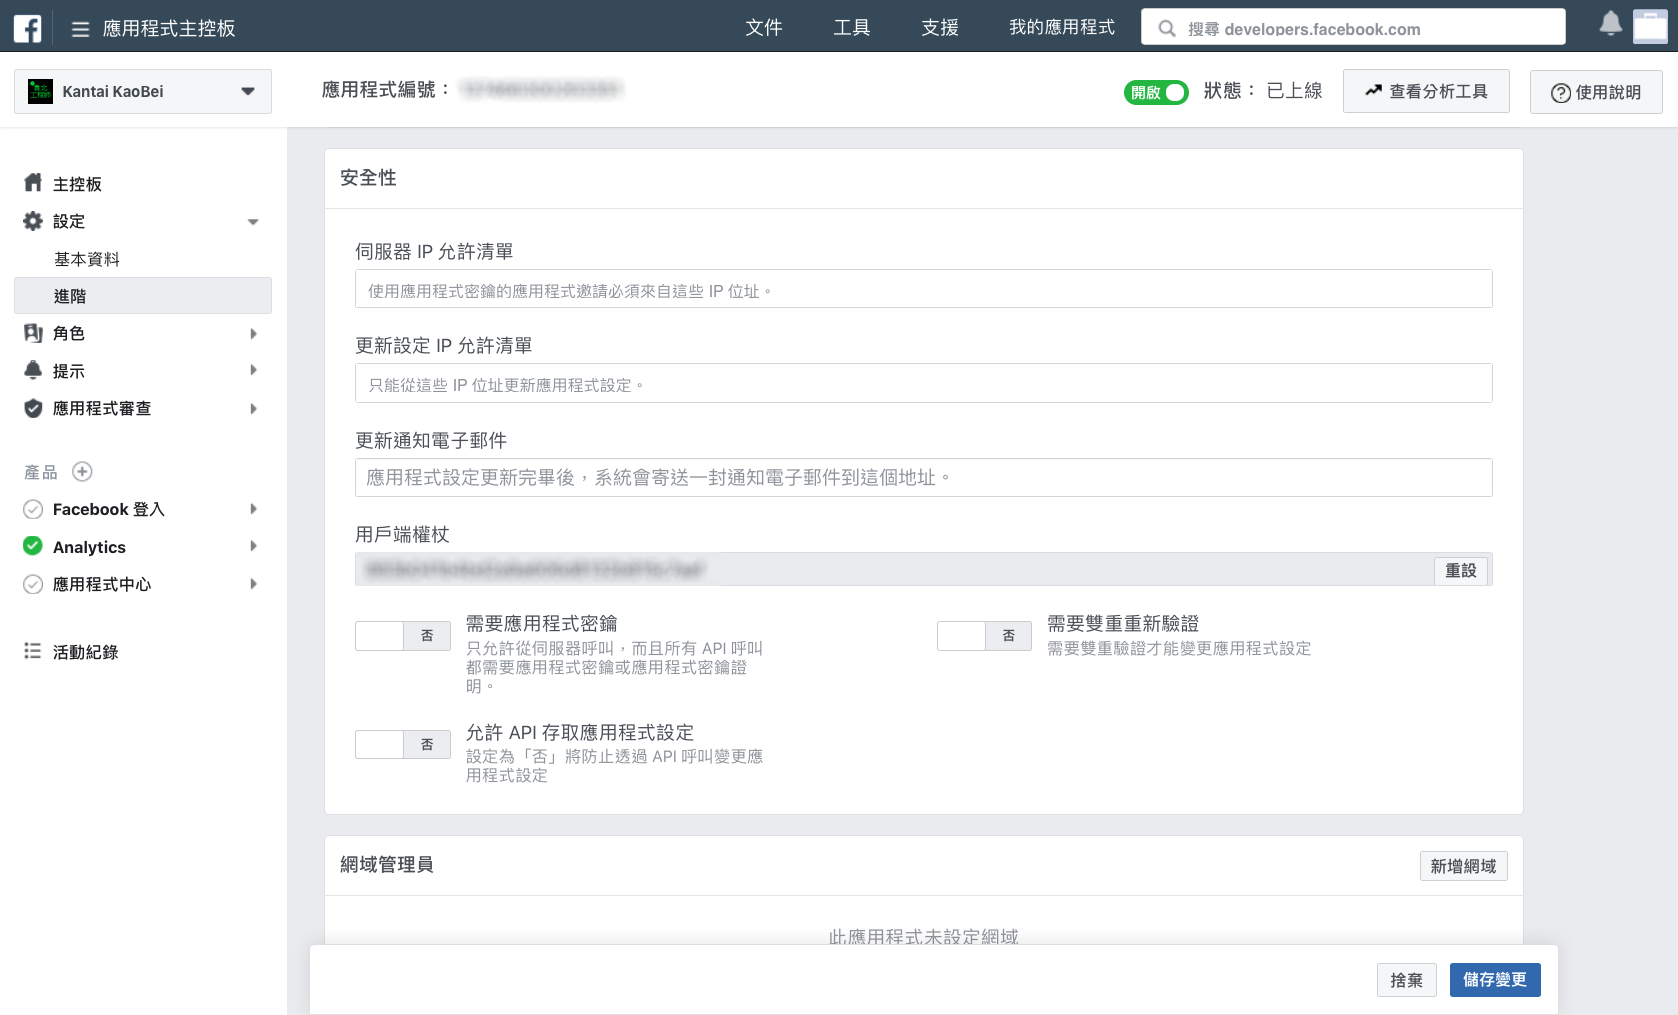 應用程式主控板
文件
工具
支援
我的應用程式
搜尋 developers.facebook.com
Kantai KaoBei
應用程式編號：
開啟
狀態： 已上線
查看分析工具
使用說明
主控板
設定
基本資料
進階
角色
提示
應用程式審查
產品
Facebook 登入
Analytics
應用程式中心
活動紀錄
安全性
伺服器 IP 允許清單
使用應用程式密鑰的應用程式邀請必須來自這些 IP 位址。
更新設定 IP 允許清單
只能從這些 IP 位址更新應用程式設定。
更新通知電子郵件
應用程式設定更新完畢後，系統會寄送一封通知電子郵件到這個地址。
用戶端權杖
重設
否
需要應用程式密鑰
只允許從伺服器呼叫，而且所有 API 呼叫
都需要應用程式密鑰或應用程式密鑰證
明。
否
需要雙重重新驗證
需要雙重驗證才能變更應用程式設定
否
允許 API 存取應用程式設定
設定為「否」將防止透過 API 呼叫變更應
用程式設定
網域管理員
新增網域
此應用程式未設定網域
捨棄
儲存變更